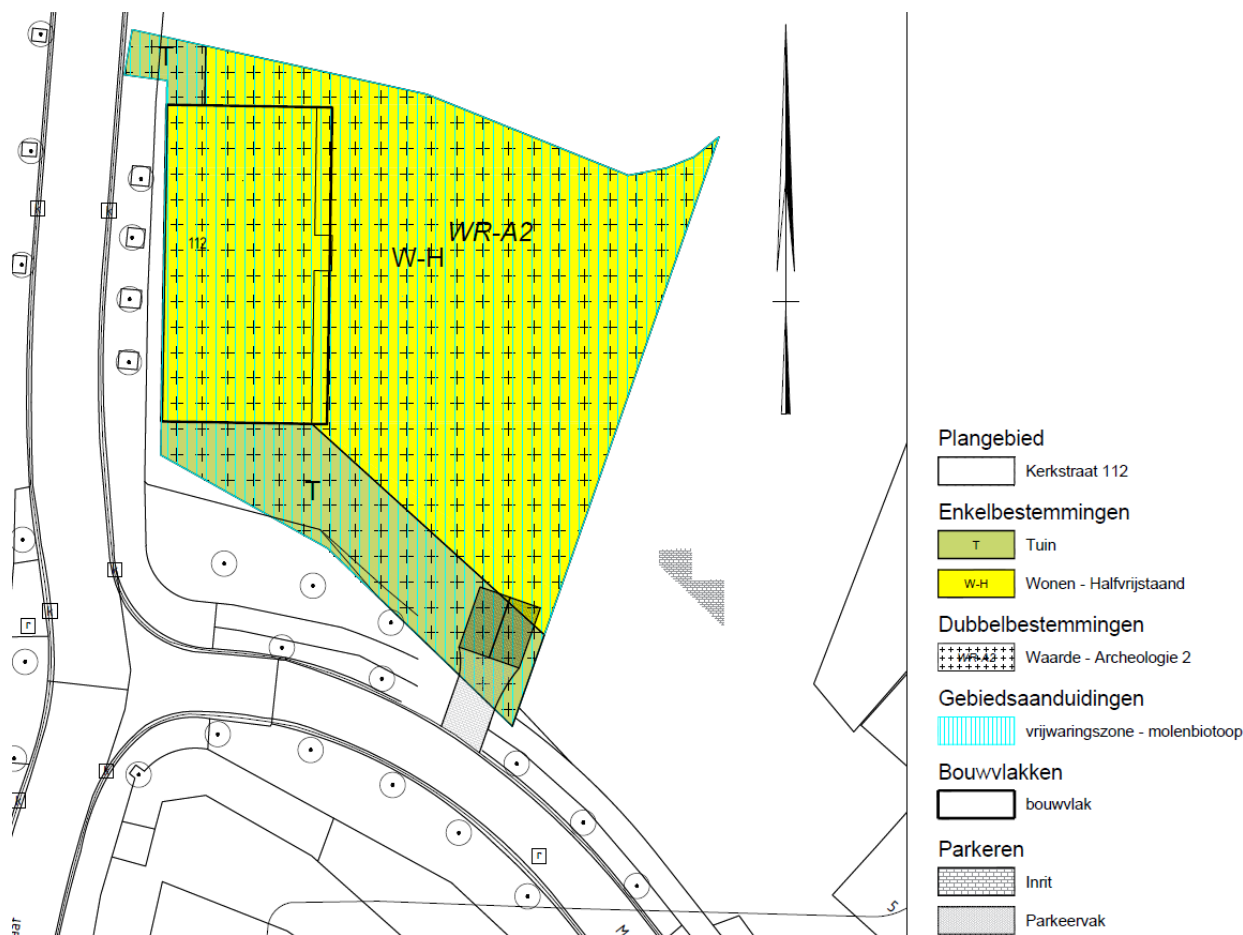 T
WR-A2
W-H
112
T
K
K
K
K
K
K
Plangebied
Kerkstraat 112
Enkelbestemmingen
T Tuin
W-H Wonen - Halfvrijstaand
Dubbelbestemmingen
WR-A2 Waarde - Archeologie 2
Gebiedsaanduidingen
vrijwaringszone - molenbiotoop
Bouwvlakken
bouwvlak
Parkeren
Inrit
Parkeervak